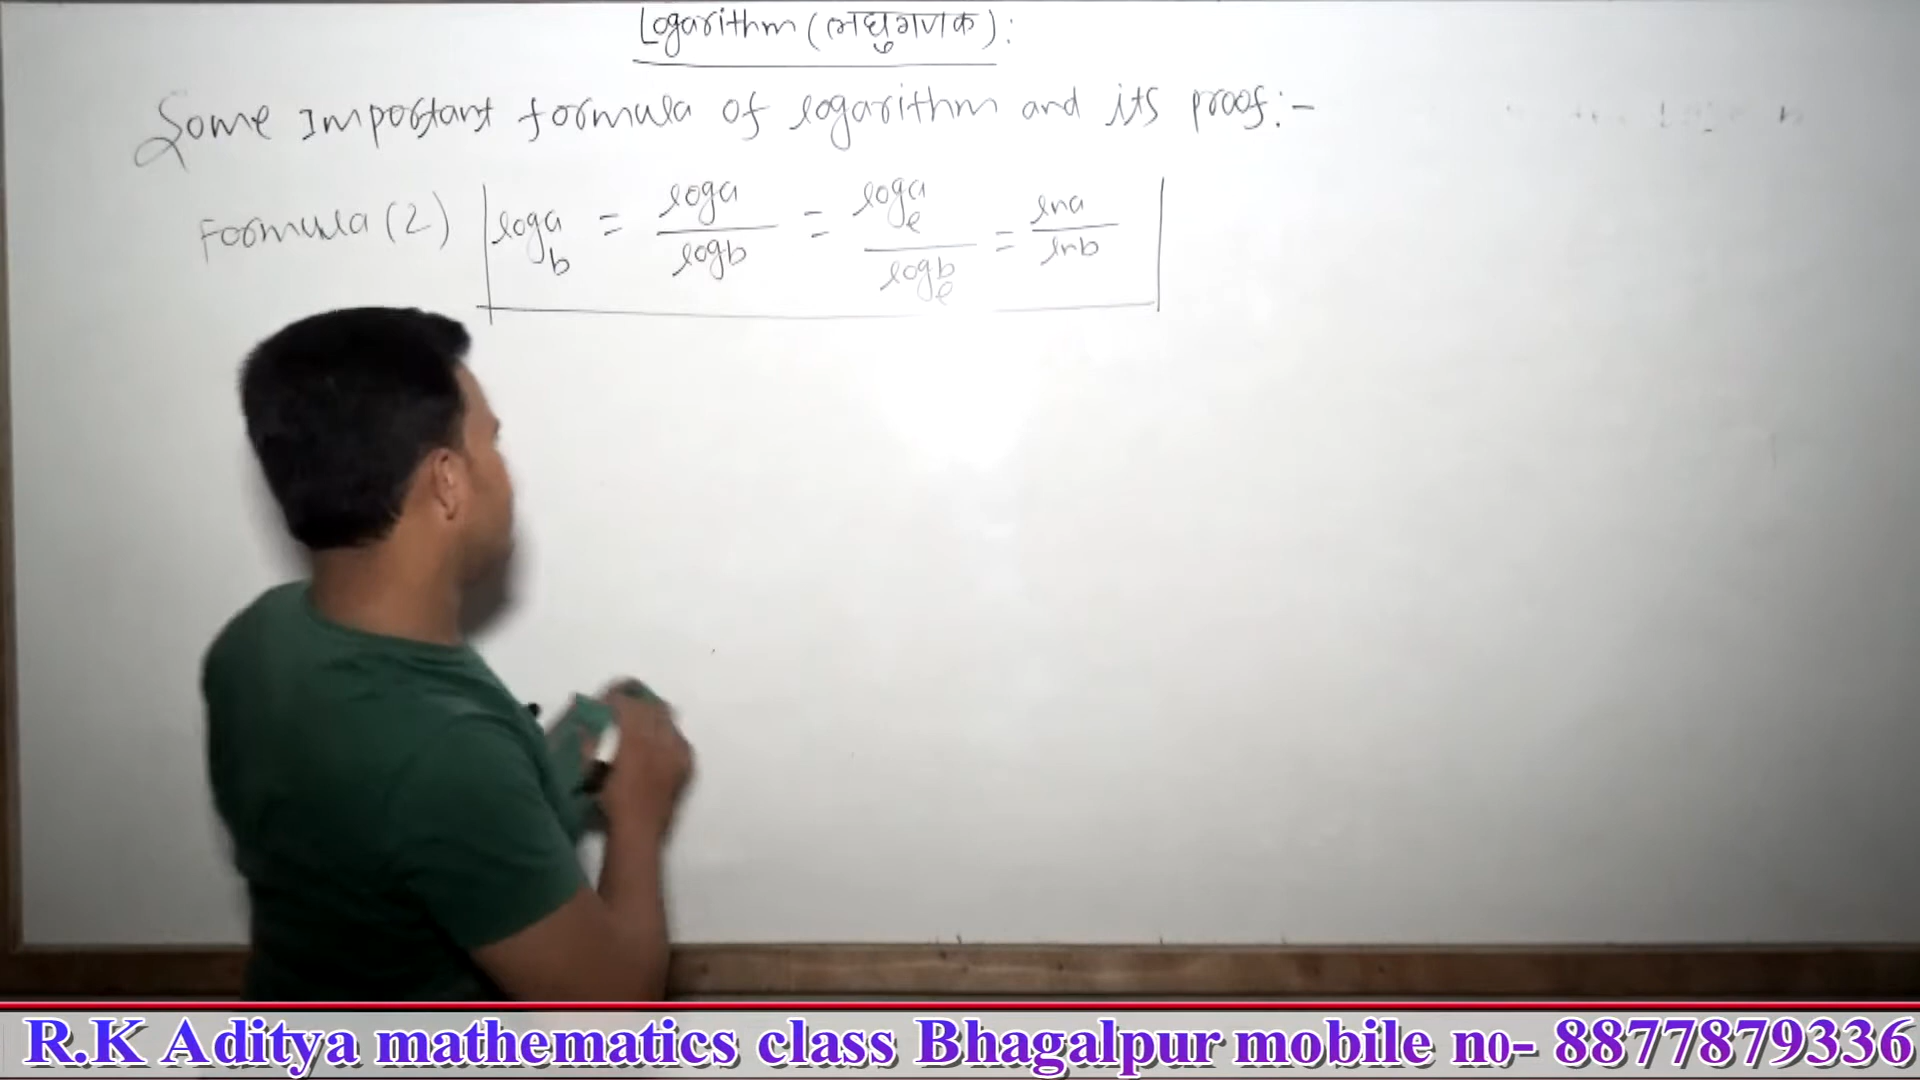 Logarithm (लघुगणक):
Some Important formula of logarithm and its proof:-
Formula (2) log_b a = log a / log b = log_e a / log_e b = ln a / ln b
R.K Aditya mathematics class Bhagalpur mobile no- 8877879336